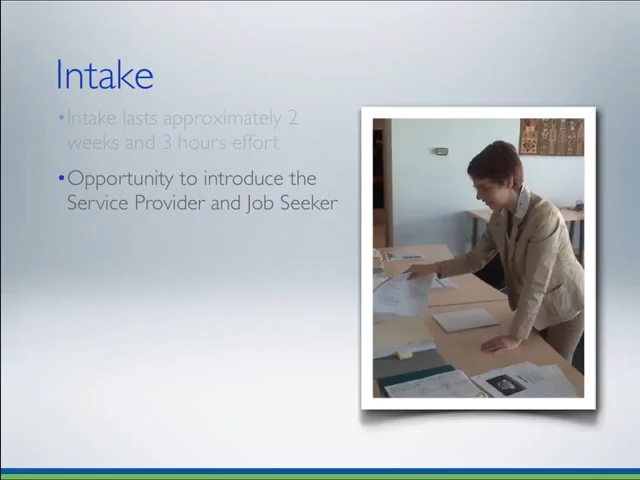 Intake
•Intake lasts approximately 2
weeks and 3 hours effort
•Opportunity to introduce the
Service Provider and Job Seeker